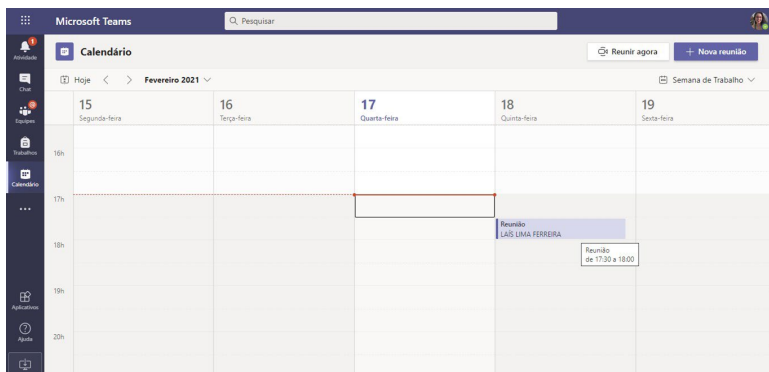 Microsoft Teams
Pesquisar
1
Atividade
Chat
Equipes
Trabalhos
Calendário
Aplicativos
Ajuda
Calendário
Reunir agora
+ Nova reunião
Hoje
Fevereiro 2021
Semana de Trabalho
15
Segunda-feira
16
Terça-feira
17
Quarta-feira
18
Quinta-feira
19
Sexta-feira
16h
17h
Reunião
LAÍS LIMA FERREIRA
18h
Reunião
de 17:30 a 18:00
19h
20h